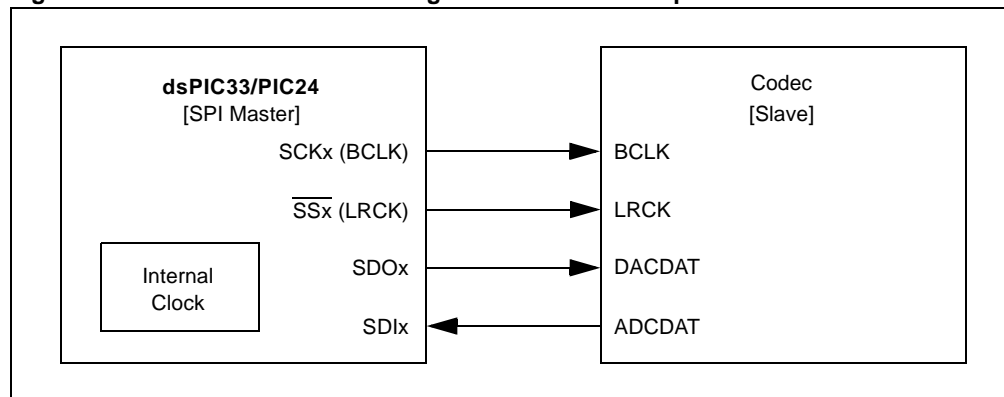 dsPIC33/PIC24
[SPI Master]
SCKx (BCLK)
SSx (LRCK)
SDOx
SDIx
Internal
Clock
Codec
[Slave]
BCLK
LRCK
DACDAT
ADCDAT